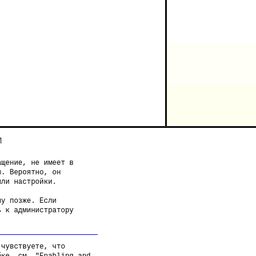 щение, не имеет в
. Вероятно, он
ли настройки.
у позже. Если
к администратору
чувствуете, что
см. "Enabling and